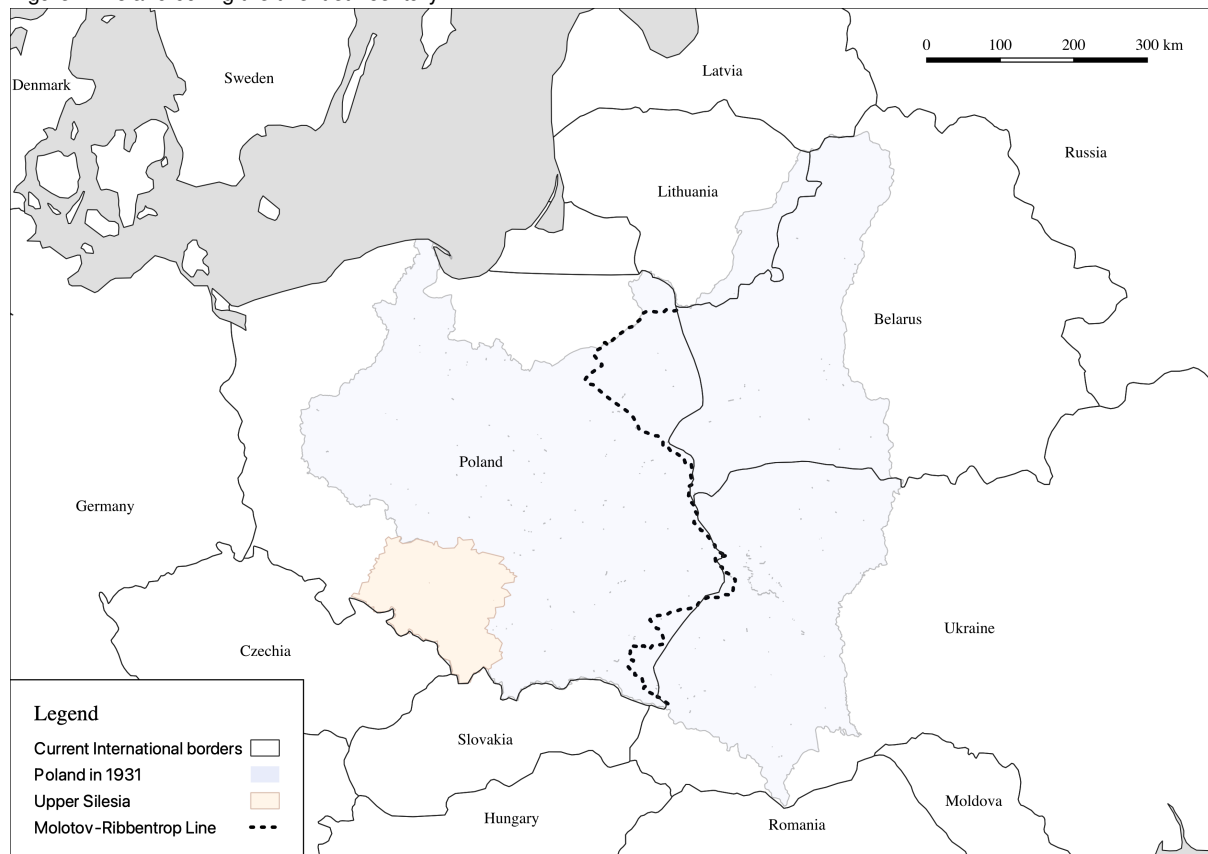 0 100 200 300 km
Latvia
Sweden
Denmark
Russia
Lithuania
Belarus
Poland
Germany
Ukraine
Czechia
Legend
Current International borders
Poland in 1931
Upper Silesia
Molotov-Ribbentrop Line
Slovakia
Hungary
Moldova
Romania